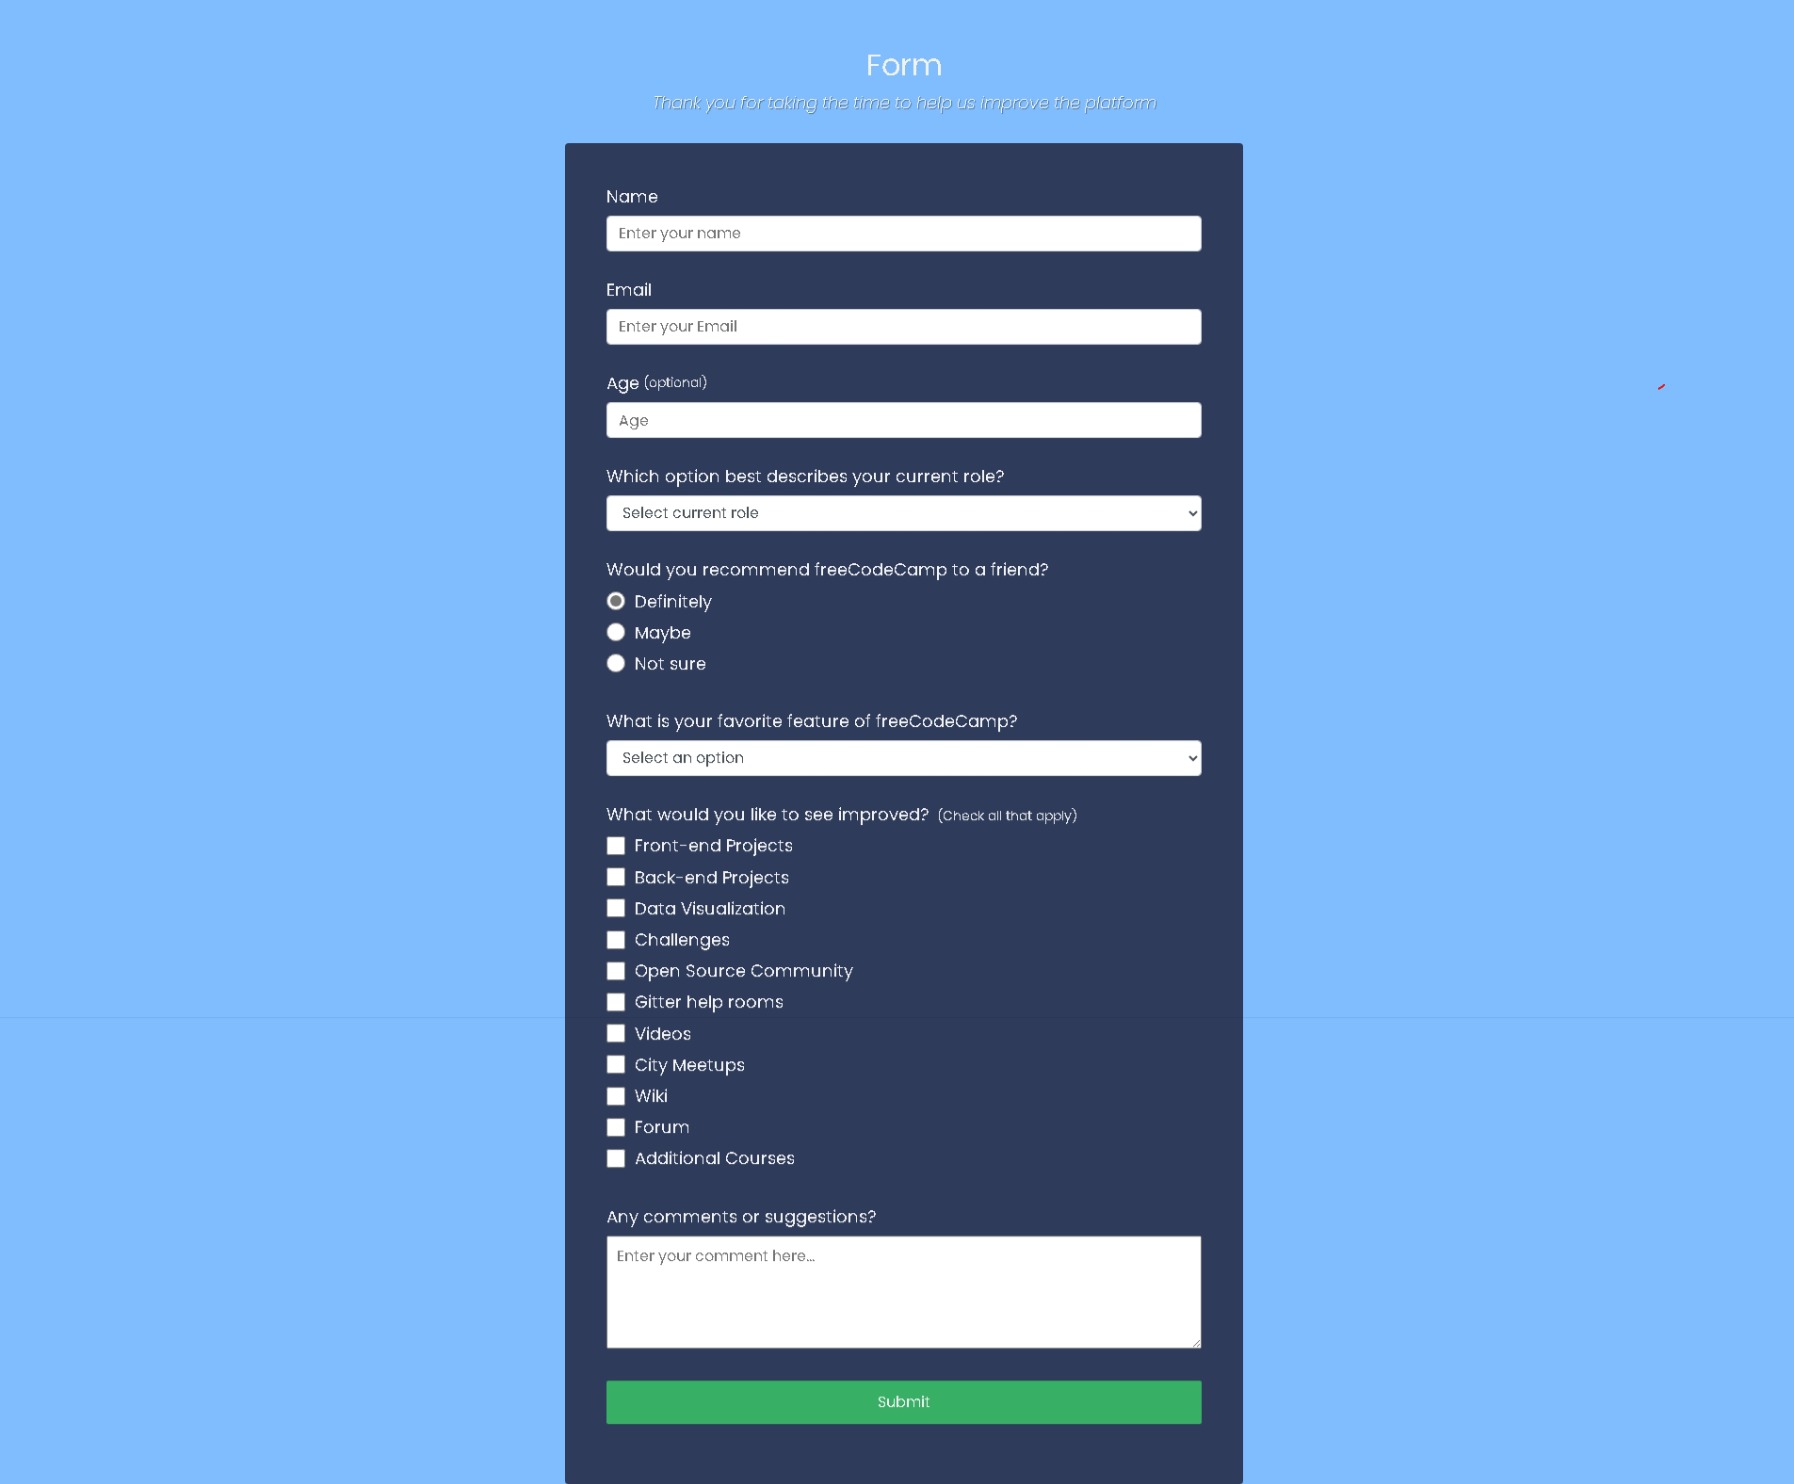 Form
Thank you for taking the time to help us improve the platform
Name
Enter your name
Email
Enter your Email
Age (optional)
Age
Which option best describes your current role?
Select current role
Would you recommend freeCodeCamp to a friend?
Definitely
Maybe
Not sure
What is your favorite feature of freeCodeCamp?
Select an option
What would you like to see improved? (Check all that apply)
Front-end Projects
Back-end Projects
Data Visualization
Challenges
Open Source Community
Gitter help rooms
Videos
City Meetups
Wiki
Forum
Additional Courses
Any comments or suggestions?
Enter your comment here...
Submit